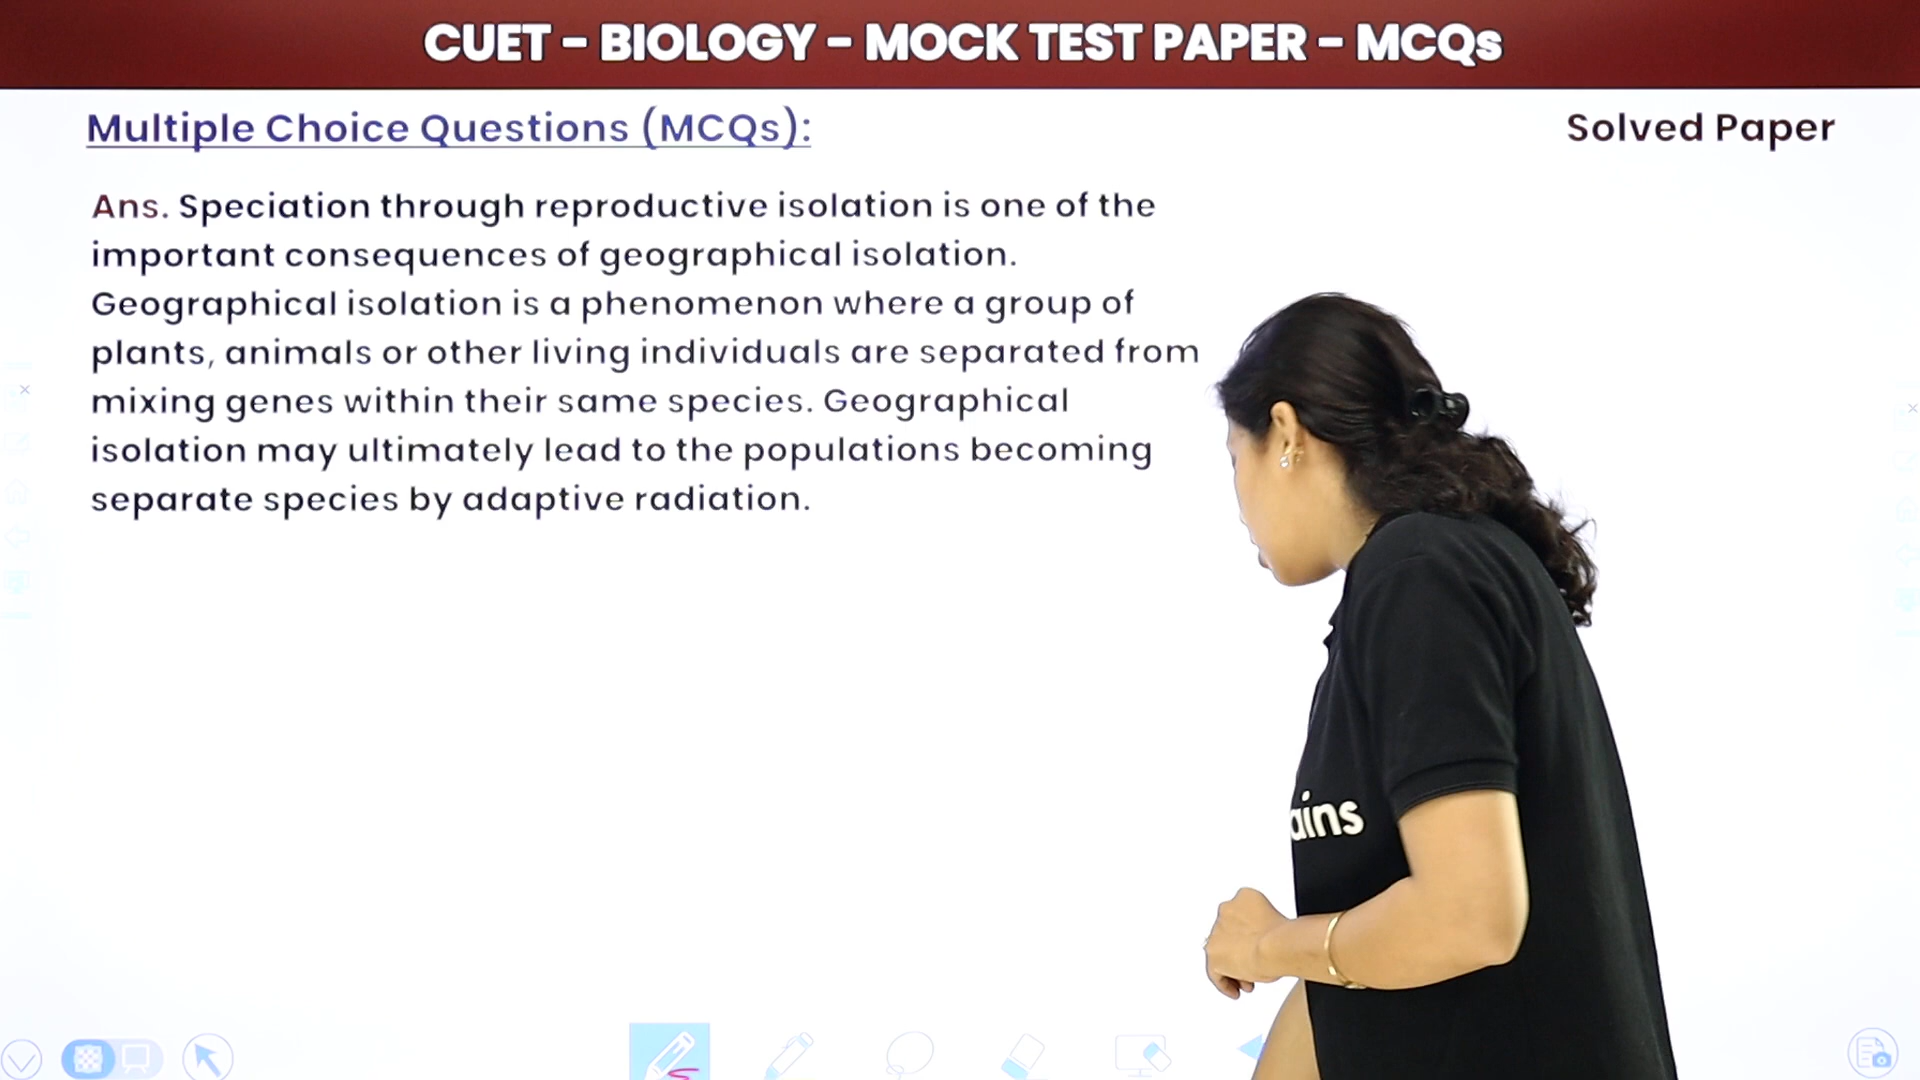 CUET - BIOLOGY - MOCK TEST PAPER - MCQs
Multiple Choice Questions (MCQs):
Solved Paper
Ans. Speciation through reproductive isolation is one of the
important consequences of geographical isolation.
Geographical isolation is a phenomenon where a group of
plants, animals or other living individuals are separated from
mixing genes within their same species. Geographical
isolation may ultimately lead to the populations becoming
separate species by adaptive radiation.
ains